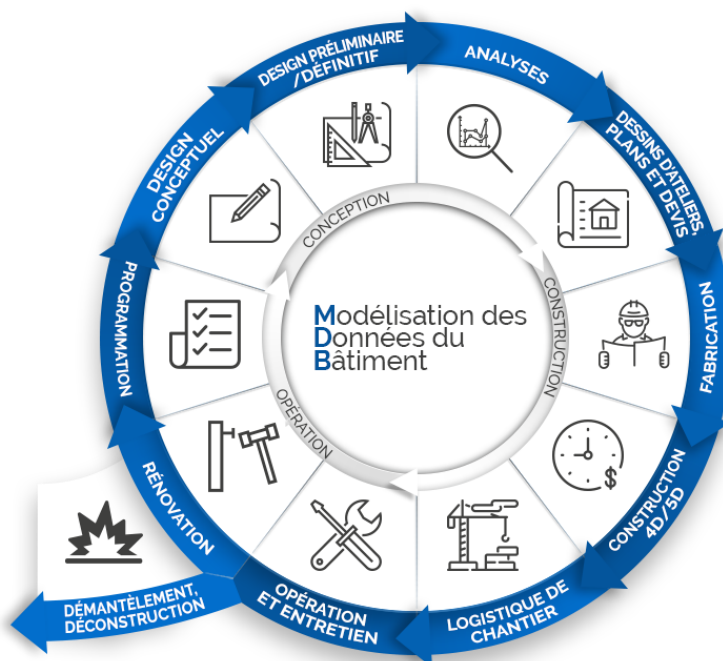 DESIGN PRÉLIMINAIRE
/DÉFINITIF
ANALYSES
DESSINS D'ATELIERS,
PLANS ET DEVIS
FABRICATION
CONSTRUCTION
4D/5D
LOGISTIQUE DE
CHANTIER
OPÉRATION
ET ENTRETIEN
DÉMANTÈLEMENT,
DÉCONSTRUCTION
RÉNOVATION
PROGRAMMATION
DESIGN
CONCEPTUEL
CONCEPTION
CONSTRUCTION
OPÉRATION
Modélisation des
Données du
Bâtiment
$